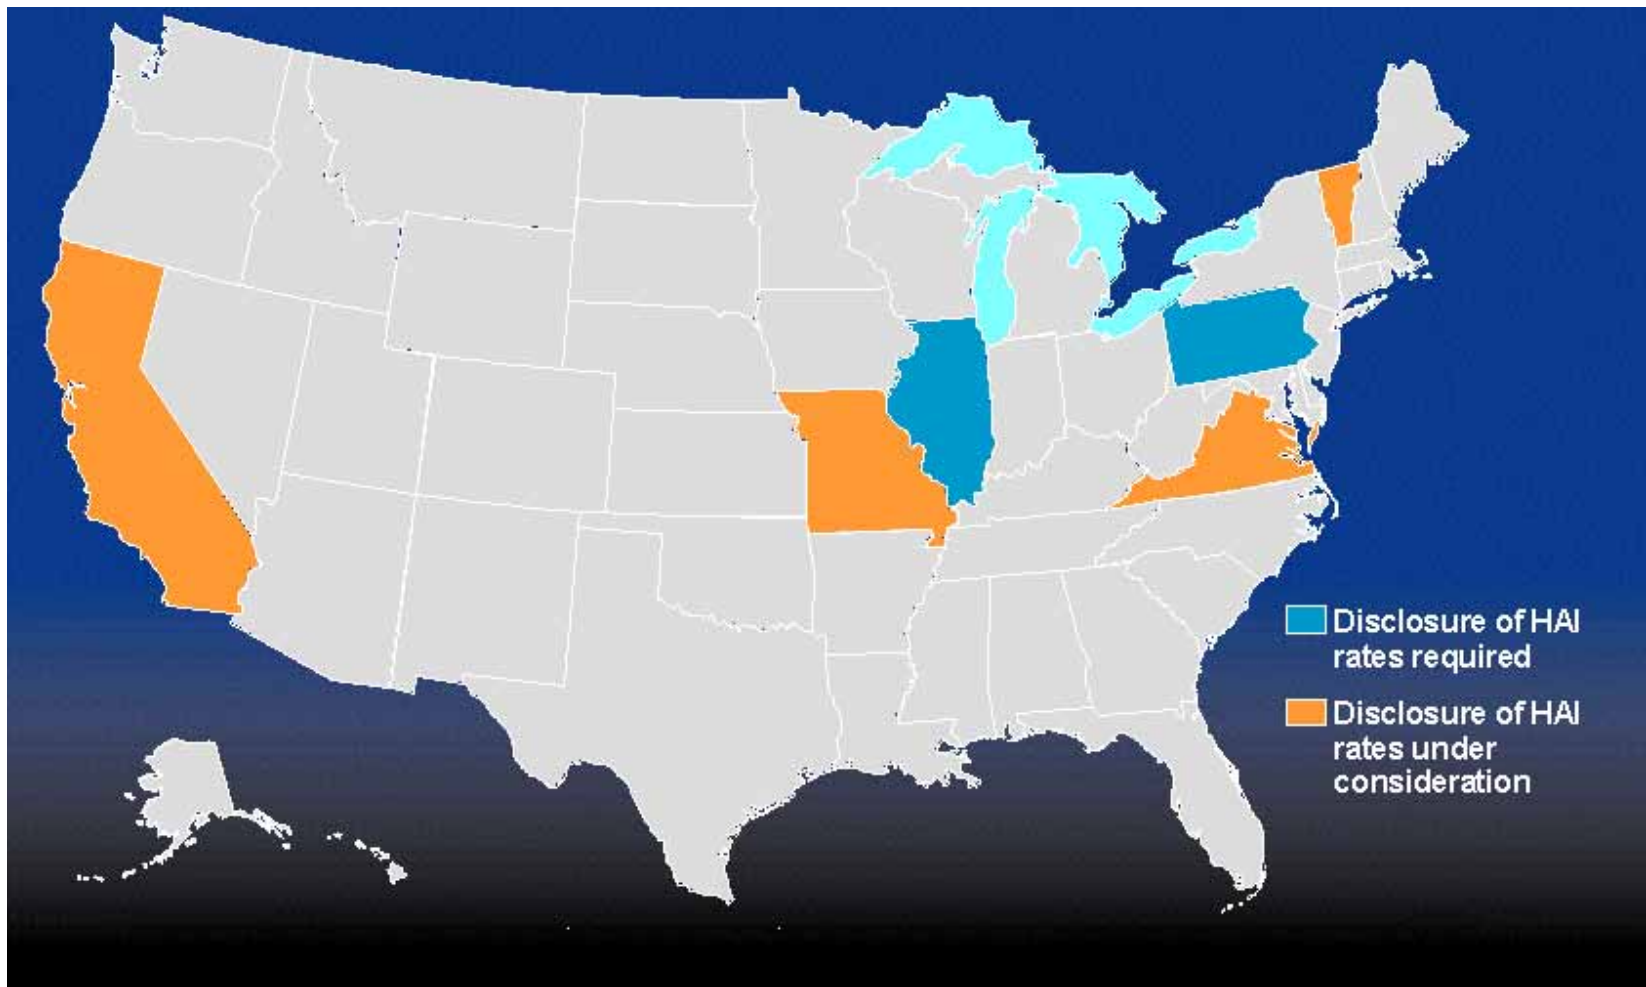 Disclosure of HAI
rates required
Disclosure of HAI
rates under
consideration